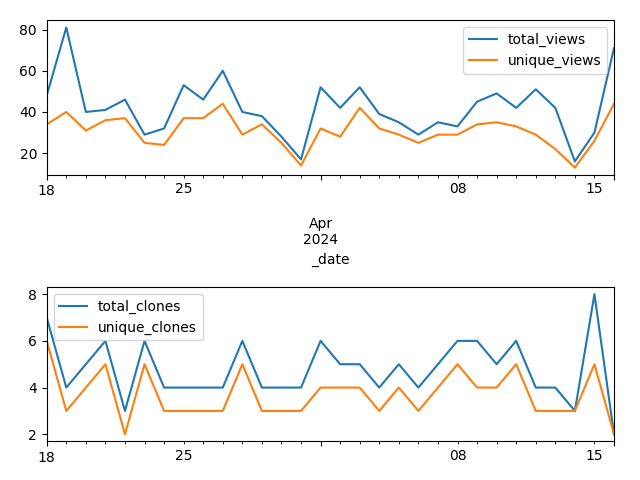 80
60
40
20
total_views
unique_views
18
25
08
15
Apr
2024
_date
8
6
4
2
total_clones
unique_clones
18
25
08
15